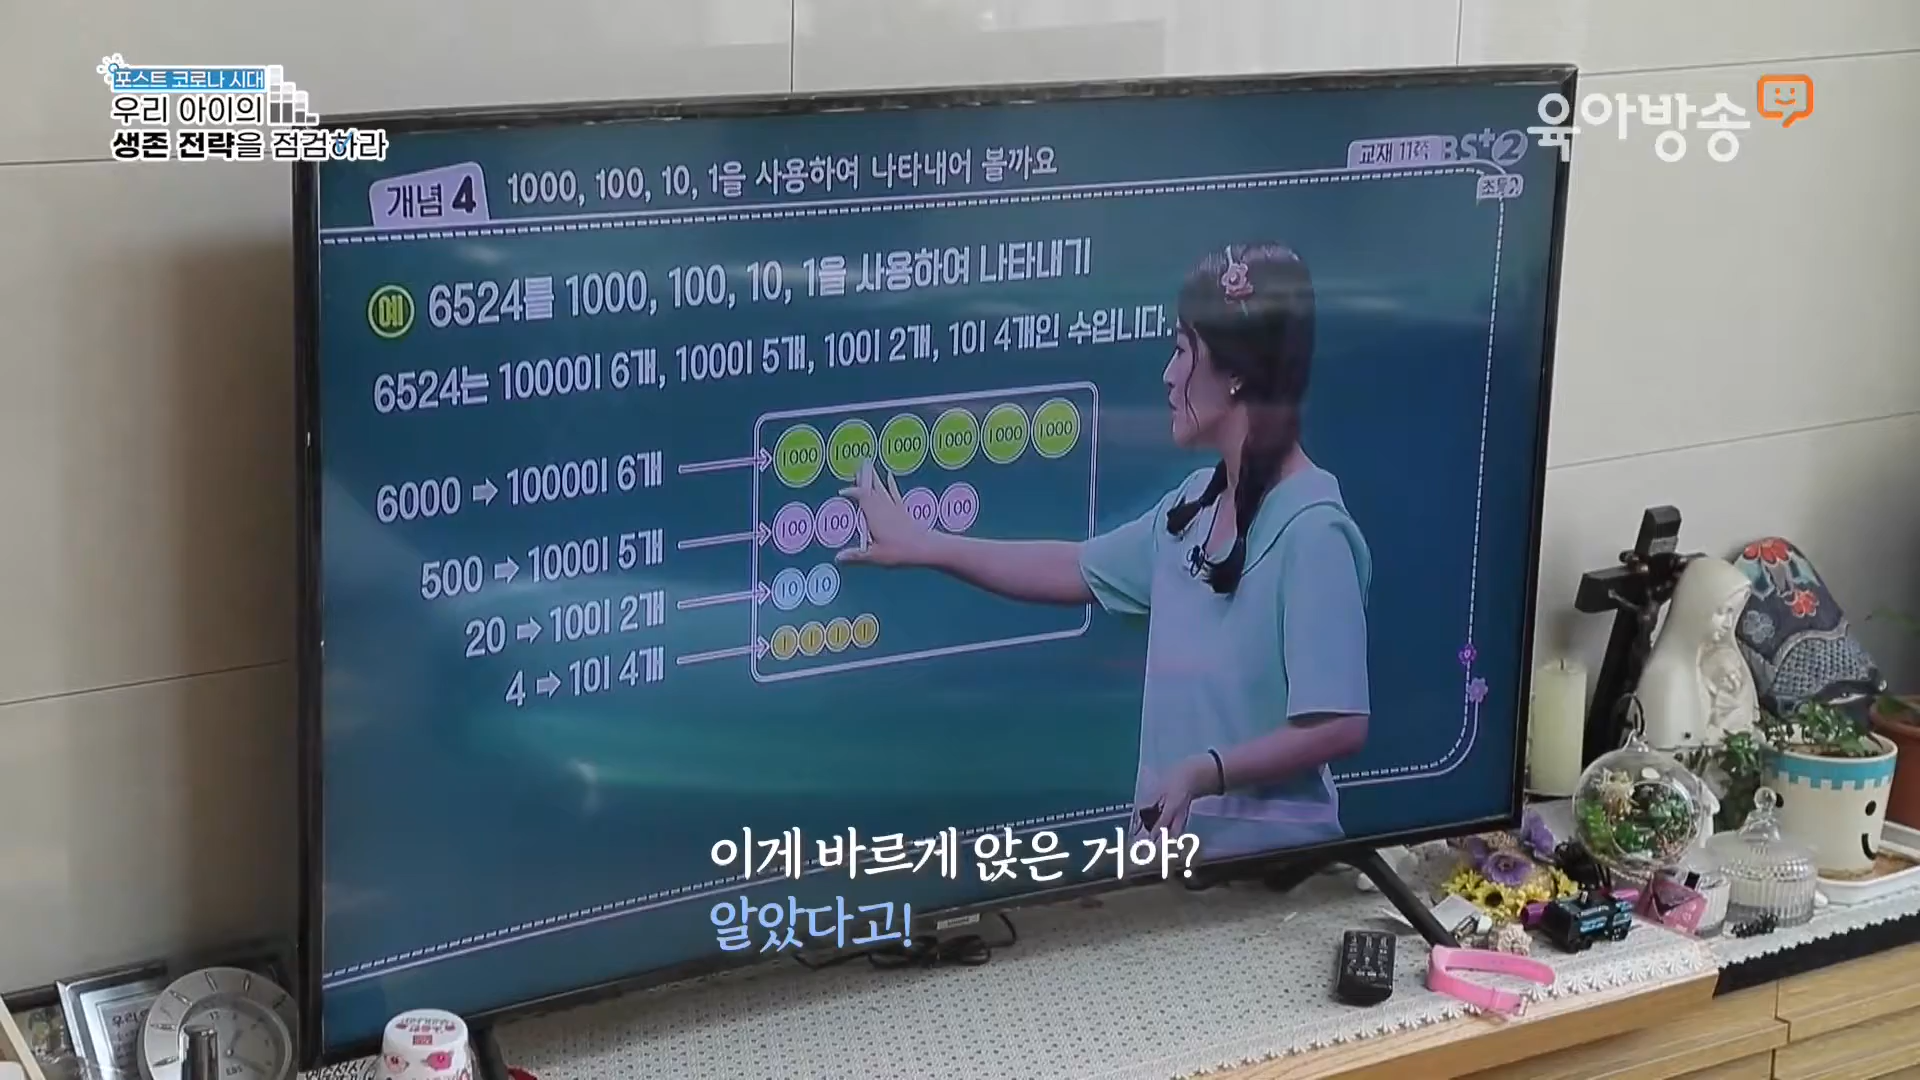 포스트 코로나 시대
우리 아이의
생존 전략을 점검하라
육아방송
교재 11쪽
BS+2
초등
개념 4 1000, 100, 10, 1을 사용하여 나타내어 볼까요
예 6524를 1000, 100, 10, 1을 사용하여 나타내기
6524는 1000이 6개, 100이 5개, 10이 2개, 1이 4개인 수입니다.
6000 ⇨ 1000이 6개
1000 1000 1000 1000 1000 1000
500 ⇨ 100이 5개
100 100 100 100
20 ⇨ 10이 2개
10 10
4 ⇨ 1이 4개
1 1 1 1
이게 바르게 앉은 거야?
알았다고!